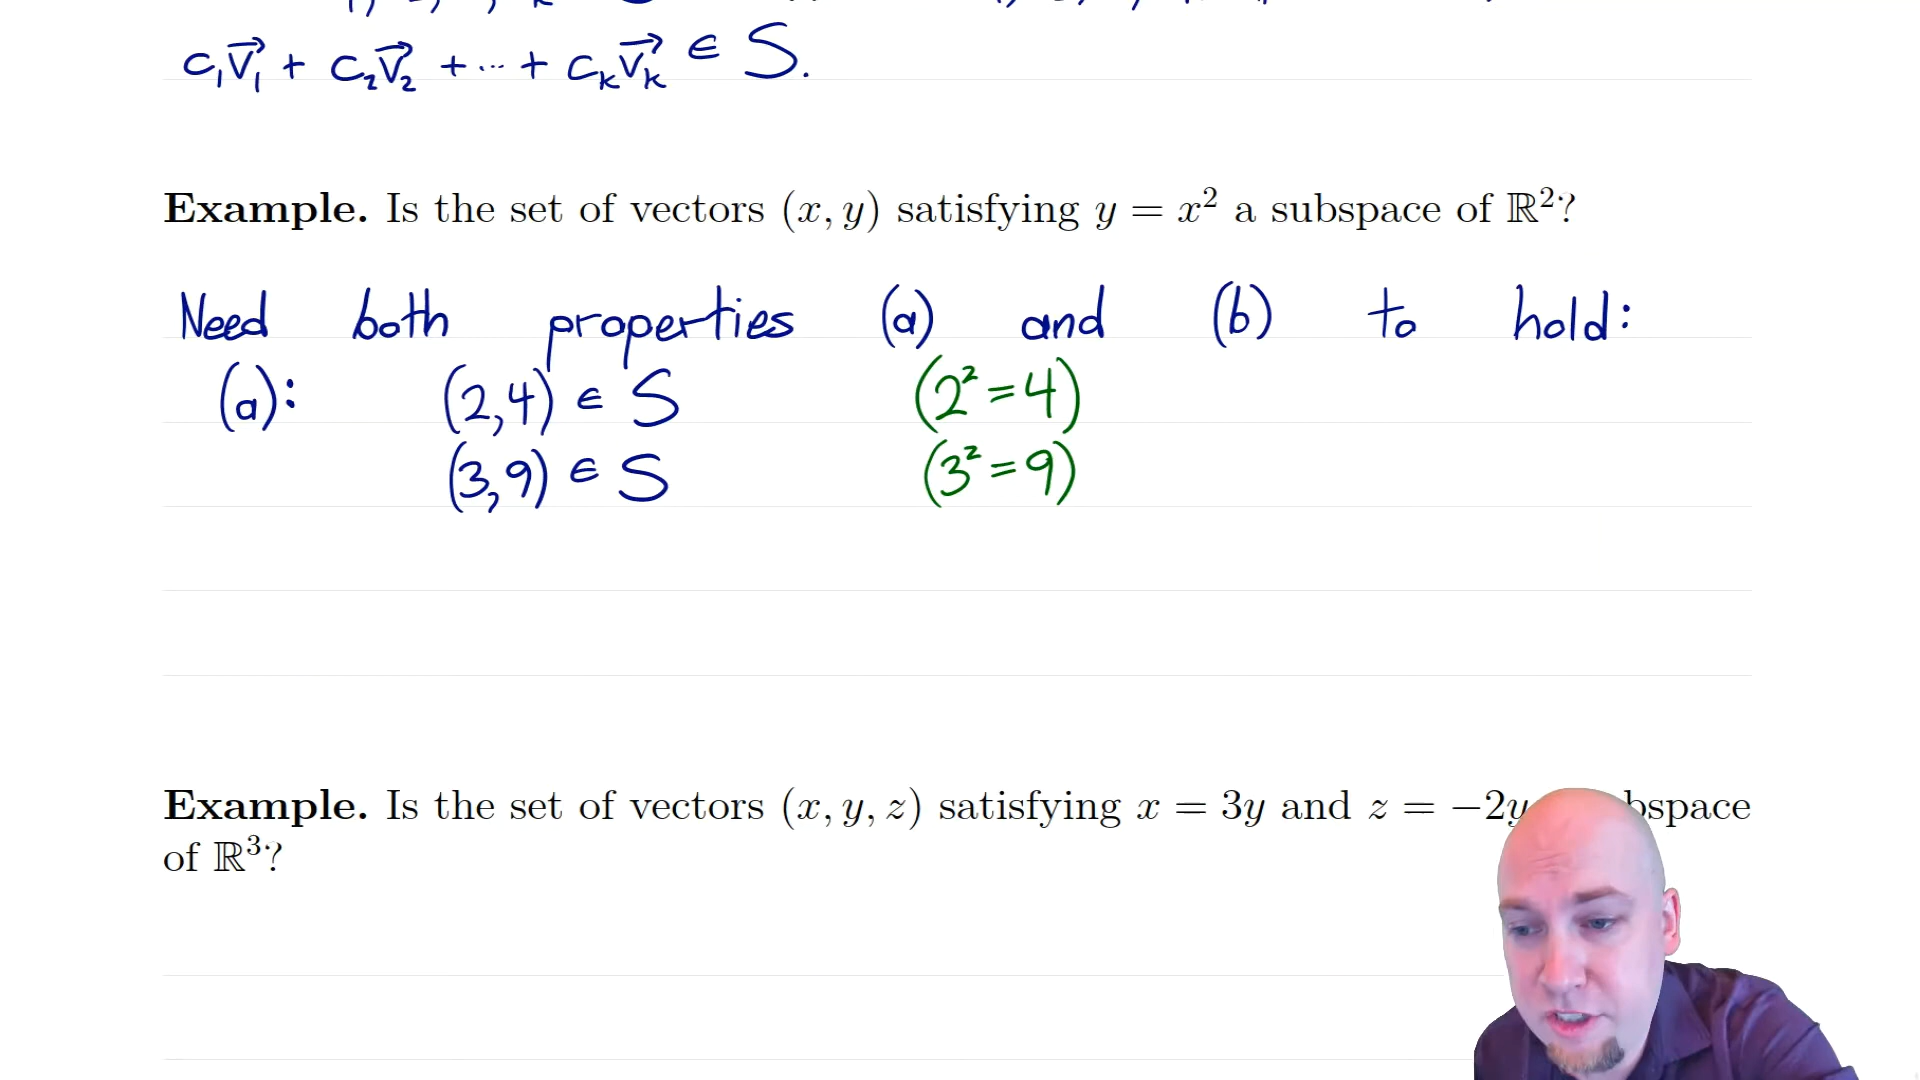 c₁v⃗₁ + c₂v⃗₂ + ⋯ + cₖv⃗ₖ ∈ S.
Example. Is the set of vectors (x, y) satisfying y = x² a subspace of ℝ²?
Need both properties (a) and (b) to hold:
(a): (2,4) ∈ S (2² = 4)
(3,9) ∈ S (3² = 9)
Example. Is the set of vectors (x, y, z) satisfying x = 3y and z = −2y
of ℝ³?